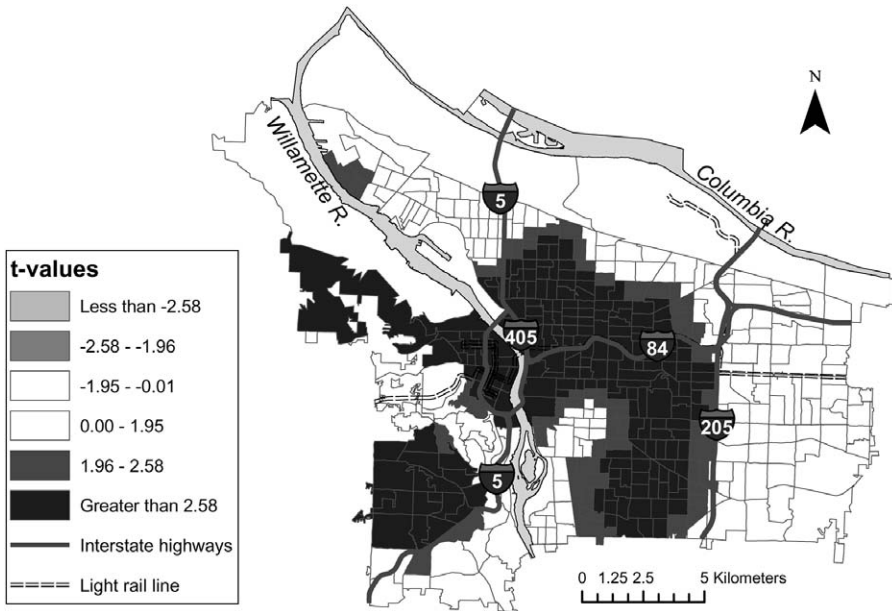 N
Willamette R.
Columbia R.
5
405
84
205
5
t-values
Less than -2.58
-2.58 - -1.96
-1.95 - -0.01
0.00 - 1.95
1.96 - 2.58
Greater than 2.58
Interstate highways
Light rail line
0 1.25 2.5 5 Kilometers